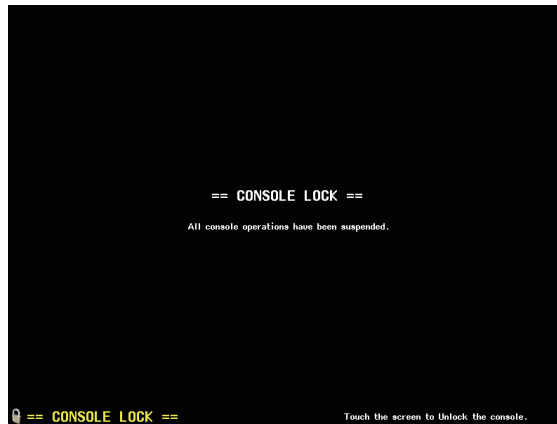 == CONSOLE LOCK ==
All console operations have been suspended.
== CONSOLE LOCK ==
Touch the screen to Unlock the console.